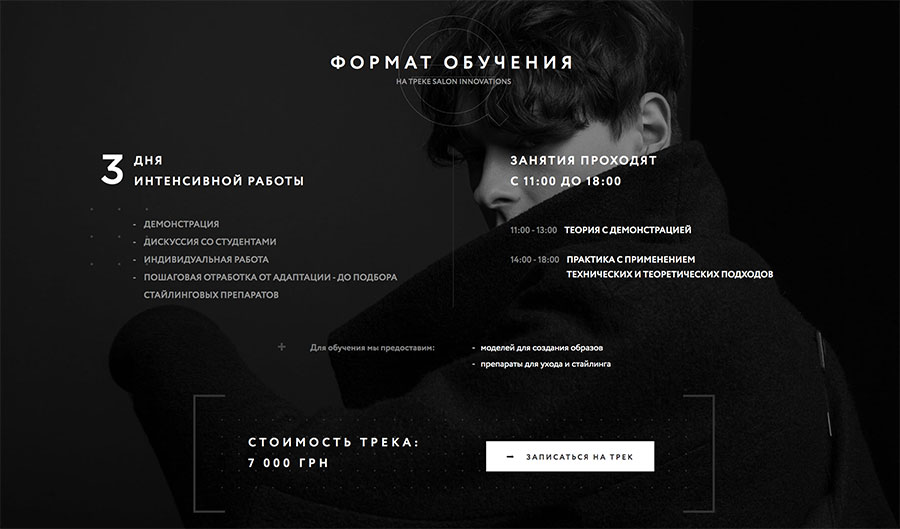 ФОРМАТ ОБУЧЕНИЯ
НА ТРЕКЕ SALON INNOVATIONS
3 ДНЯ
ИНТЕНСИВНОЙ РАБОТЫ
- ДЕМОНСТРАЦИЯ
- ДИСКУССИЯ СО СТУДЕНТАМИ
- ИНДИВИДУАЛЬНАЯ РАБОТА
- ПОШАГОВАЯ ОТРАБОТКА ОТ АДАПТАЦИИ - ДО ПОДБОРА
СТАЙЛИНГОВЫХ ПРЕПАРАТОВ
ЗАНЯТИЯ ПРОХОДЯТ
С 11:00 ДО 18:00
11:00 - 13:00 ТЕОРИЯ С ДЕМОНСТРАЦИЕЙ
14:00 - 18:00 ПРАКТИКА С ПРИМЕНЕНИЕМ
ТЕХНИЧЕСКИХ И ТЕОРЕТИЧЕСКИХ ПОДХОДОВ
+ Для обучения мы предоставим:
- моделей для создания образов
- препараты для ухода и стайлинга
СТОИМОСТЬ ТРЕКА:
7 000 ГРН
– ЗАПИСАТЬСЯ НА ТРЕК